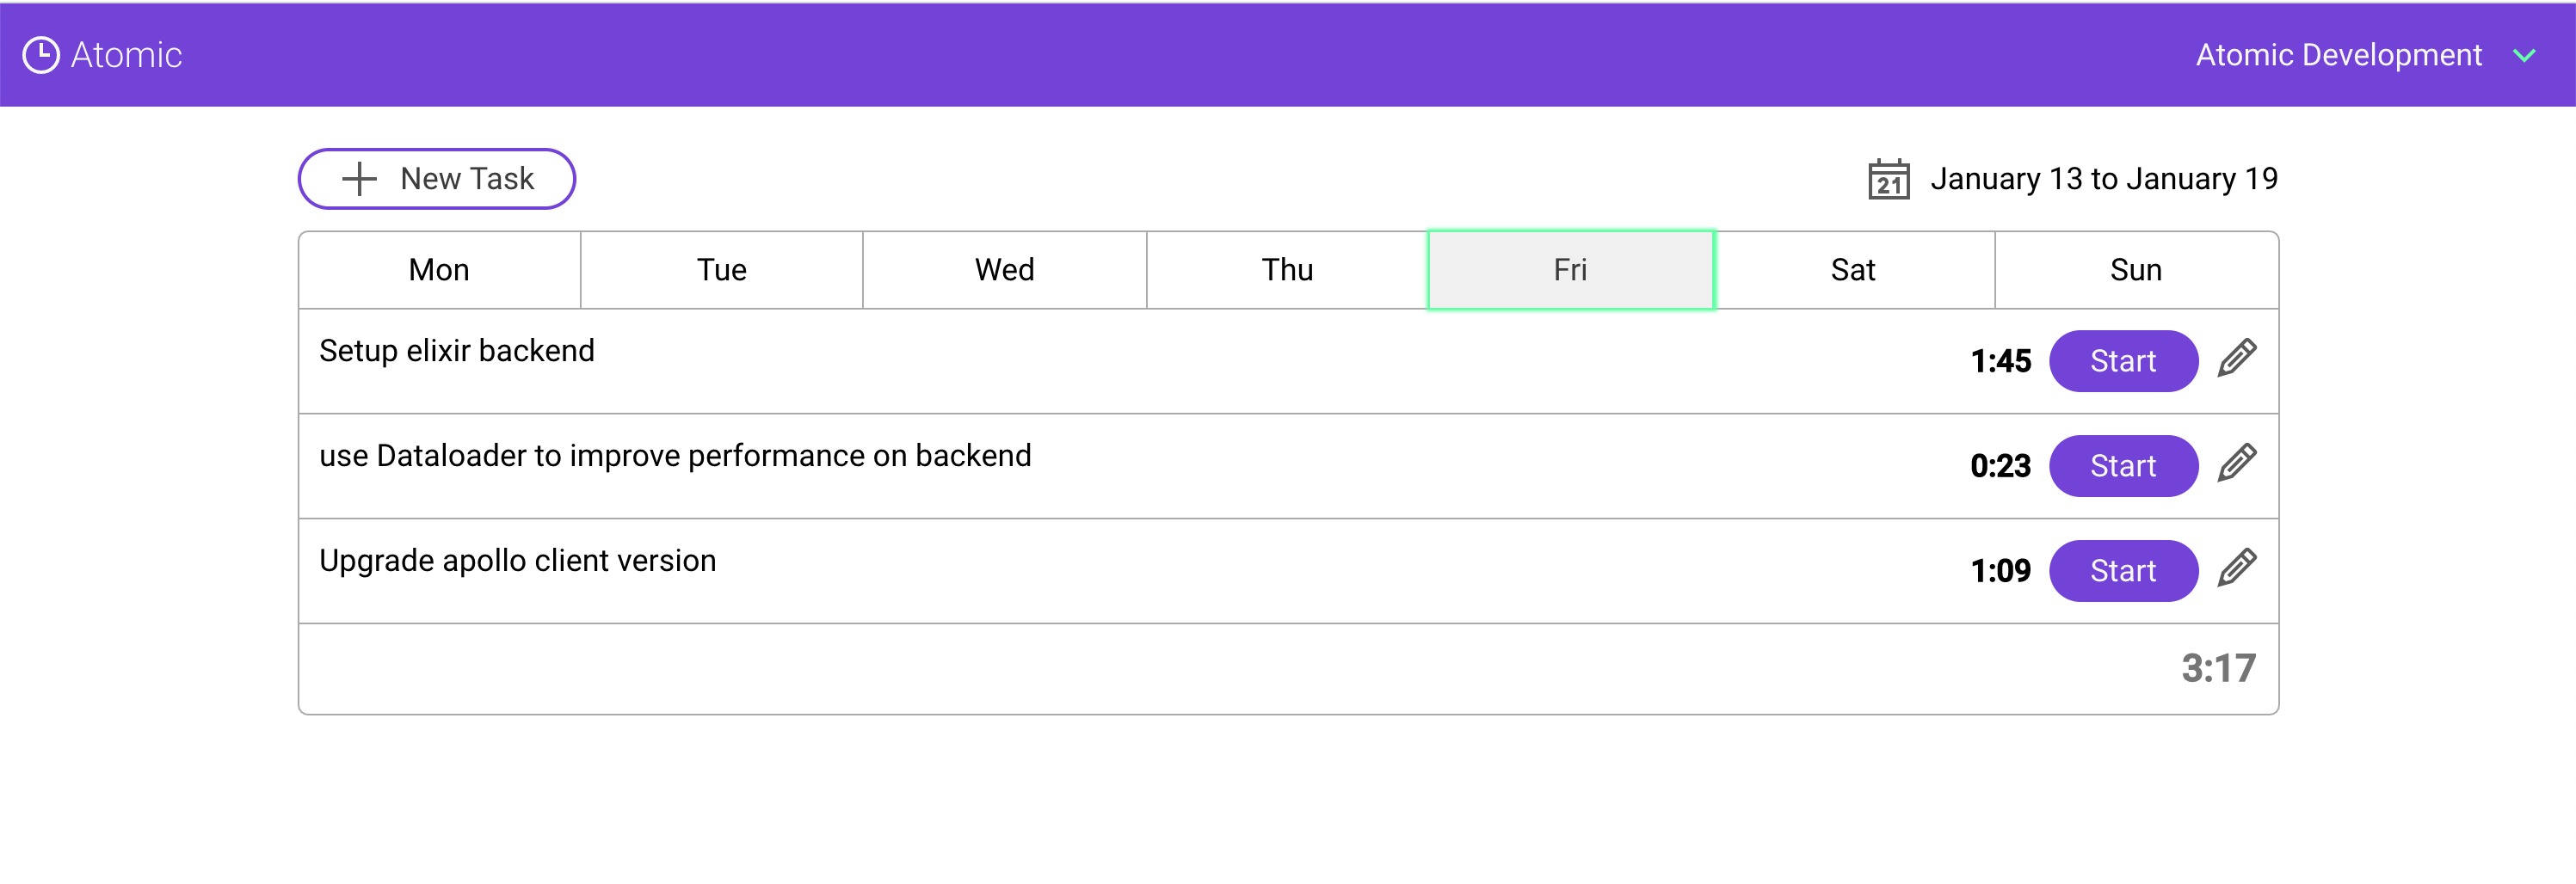 Atomic
Atomic Development
New Task
21 January 13 to January 19
Mon Tue Wed Thu Fri Sat Sun
Setup elixir backend 1:45 Start
use Dataloader to improve performance on backend 0:23 Start
Upgrade apollo client version 1:09 Start
3:17